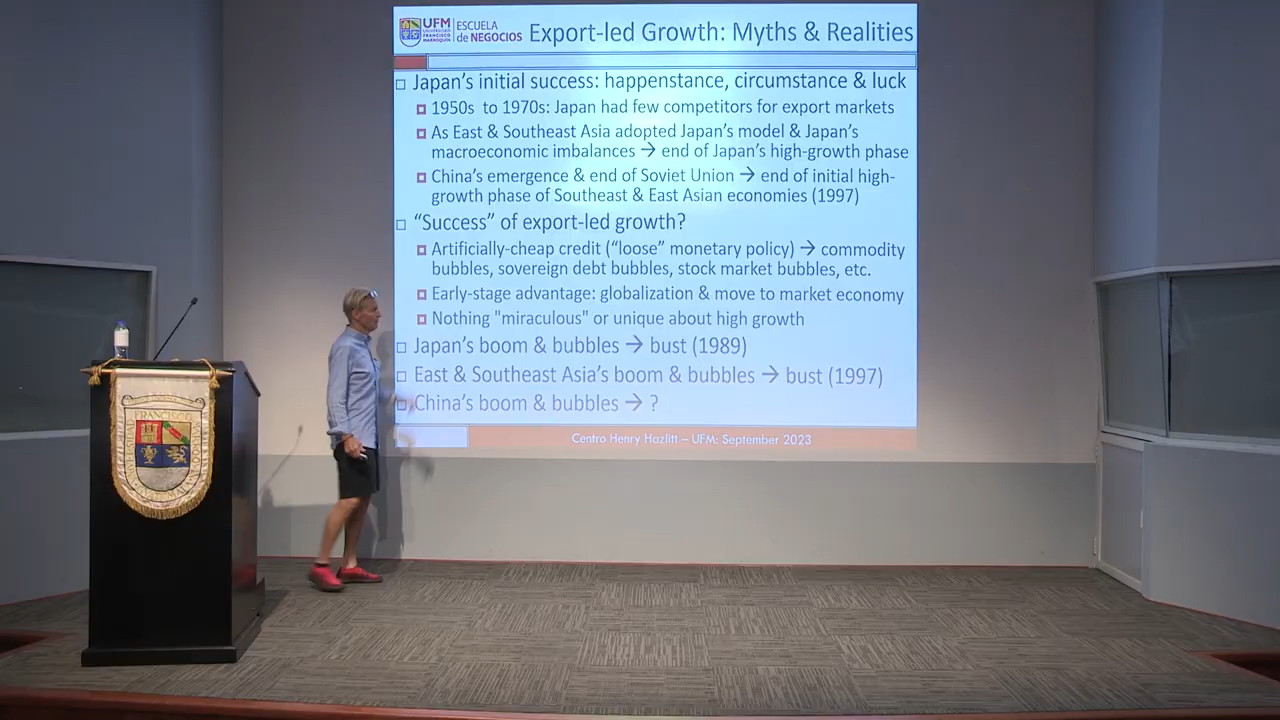 UFM
UNIVERSIDAD
FRANCISCO
MARROQUÍN
ESCUELA
de NEGOCIOS
Export-led Growth: Myths & Realities
Japan's initial success: happenstance, circumstance & luck
1950s to 1970s: Japan had few competitors for export markets
As East & Southeast Asia adopted Japan's model & Japan's
macroeconomic imbalances → end of Japan's high-growth phase
China's emergence & end of Soviet Union → end of initial high-
growth phase of Southeast & East Asian economies (1997)
“Success” of export-led growth?
Artificially-cheap credit (“loose” monetary policy) → commodity
bubbles, sovereign debt bubbles, stock market bubbles, etc.
Early-stage advantage: globalization & move to market economy
Nothing "miraculous" or unique about high growth
Japan's boom & bubbles → bust (1989)
East & Southeast Asia's boom & bubbles → bust (1997)
China's boom & bubbles → ?
Centro Henry Hazlitt – UFM: September 2023
FRANCISCO